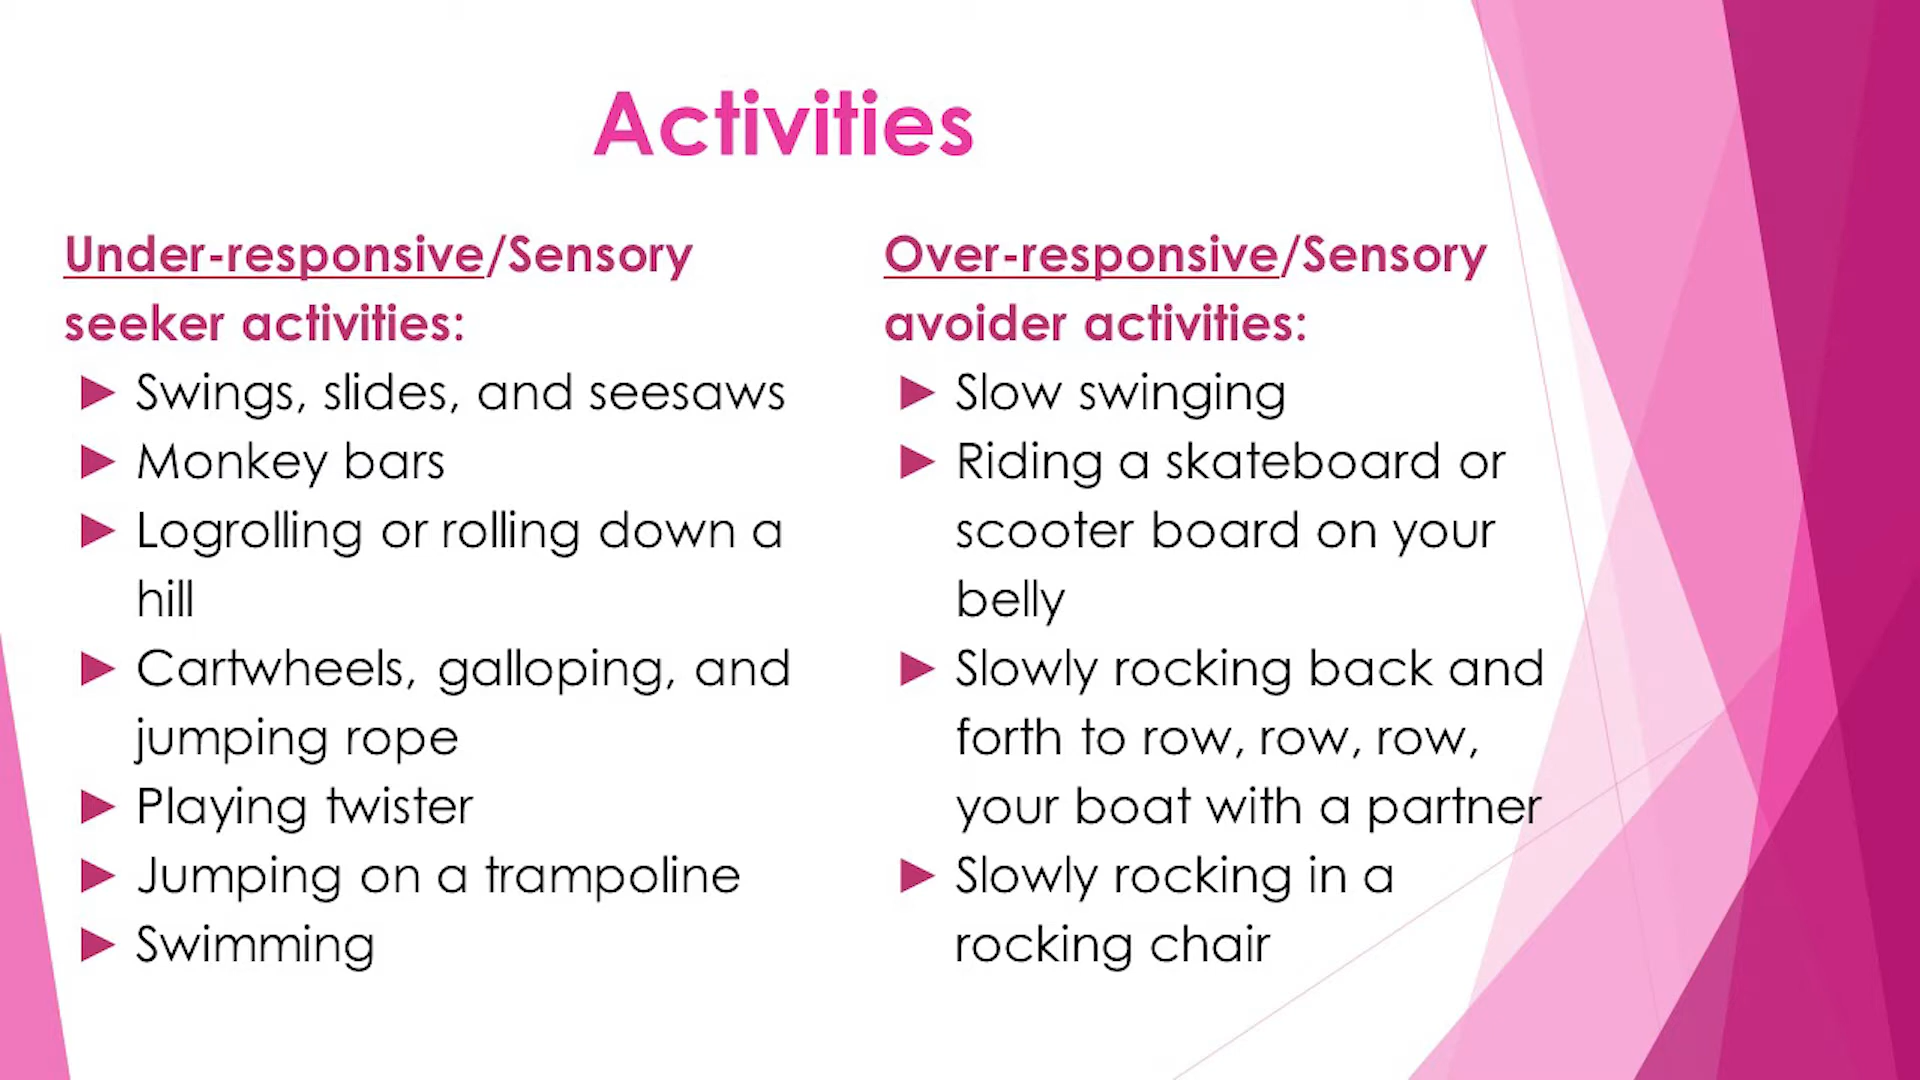 Activities
Under-responsive/Sensory
seeker activities:
Swings, slides, and seesaws
Monkey bars
Logrolling or rolling down a
hill
Cartwheels, galloping, and
jumping rope
Playing twister
Jumping on a trampoline
Swimming
Over-responsive/Sensory
avoider activities:
Slow swinging
Riding a skateboard or
scooter board on your
belly
Slowly rocking back and
forth to row, row, row,
your boat with a partner
Slowly rocking in a
rocking chair